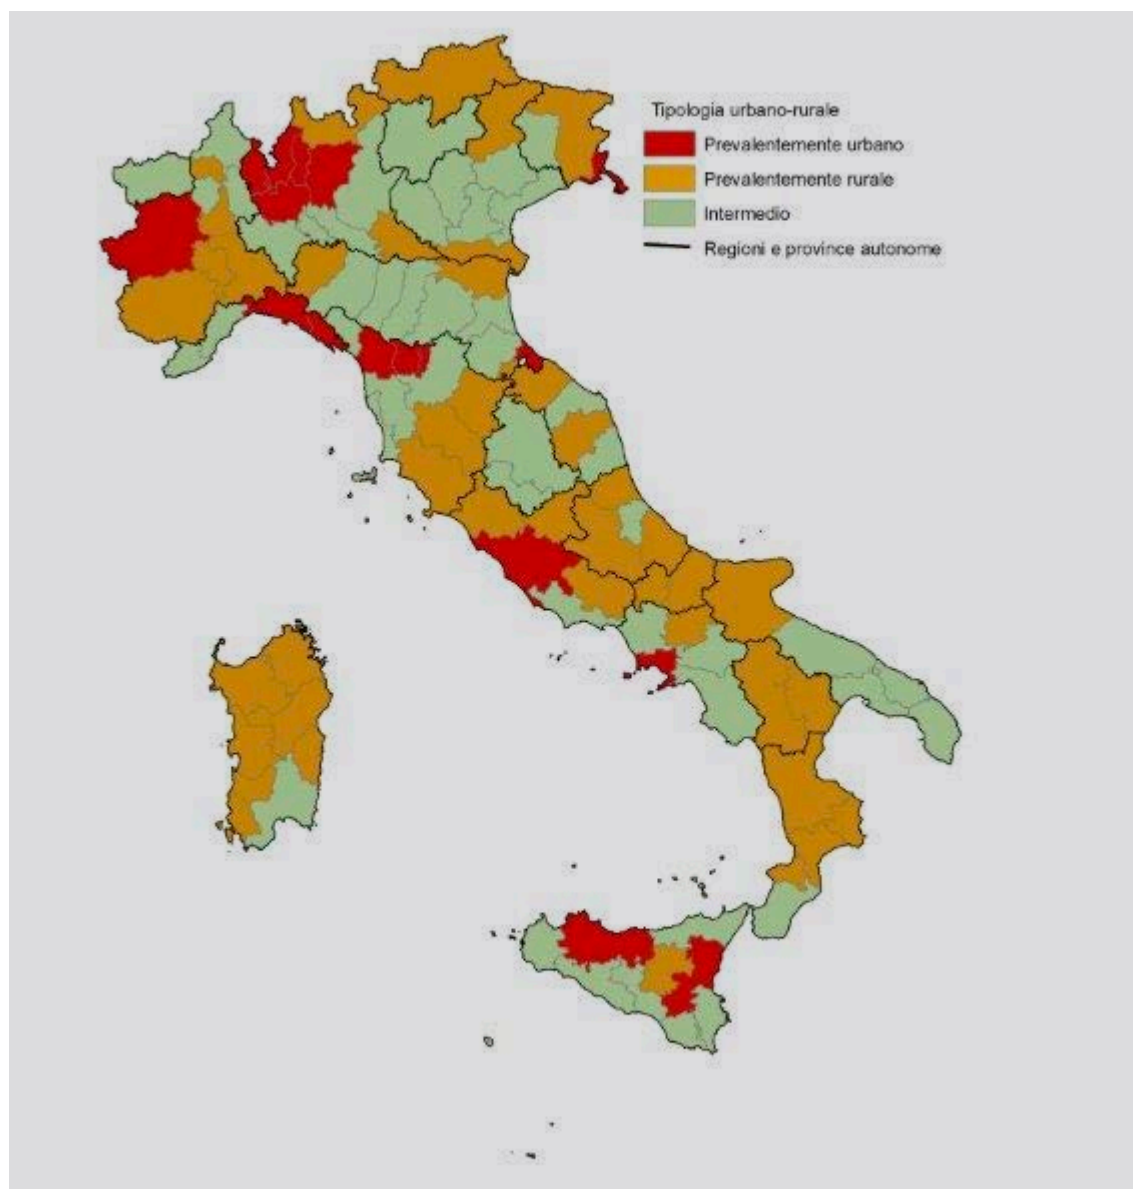 Tipologia urbano-rurale
Prevalentemente urbano
Prevalentemente rurale
Intermedio
Regioni e province autonome